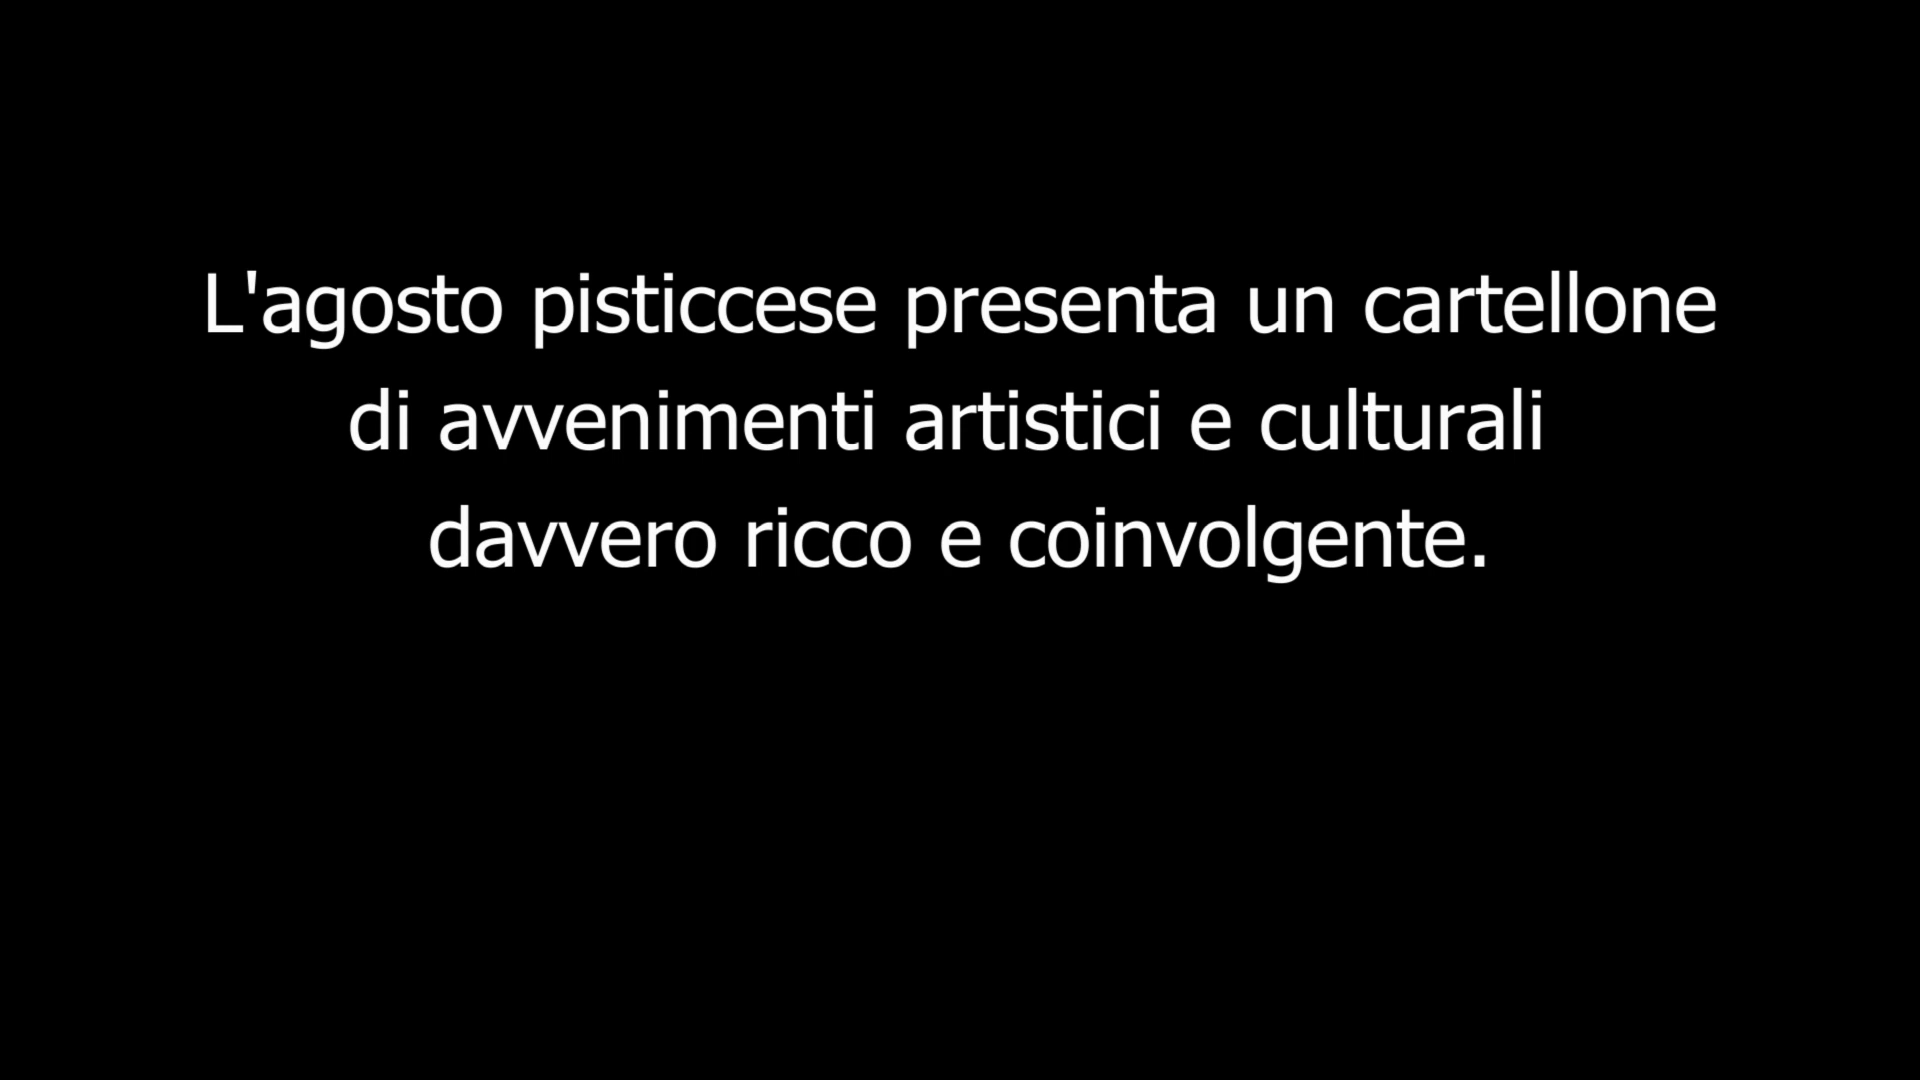 L'agosto pisticcese presenta un cartellone
di avvenimenti artistici e culturali
davvero ricco e coinvolgente.